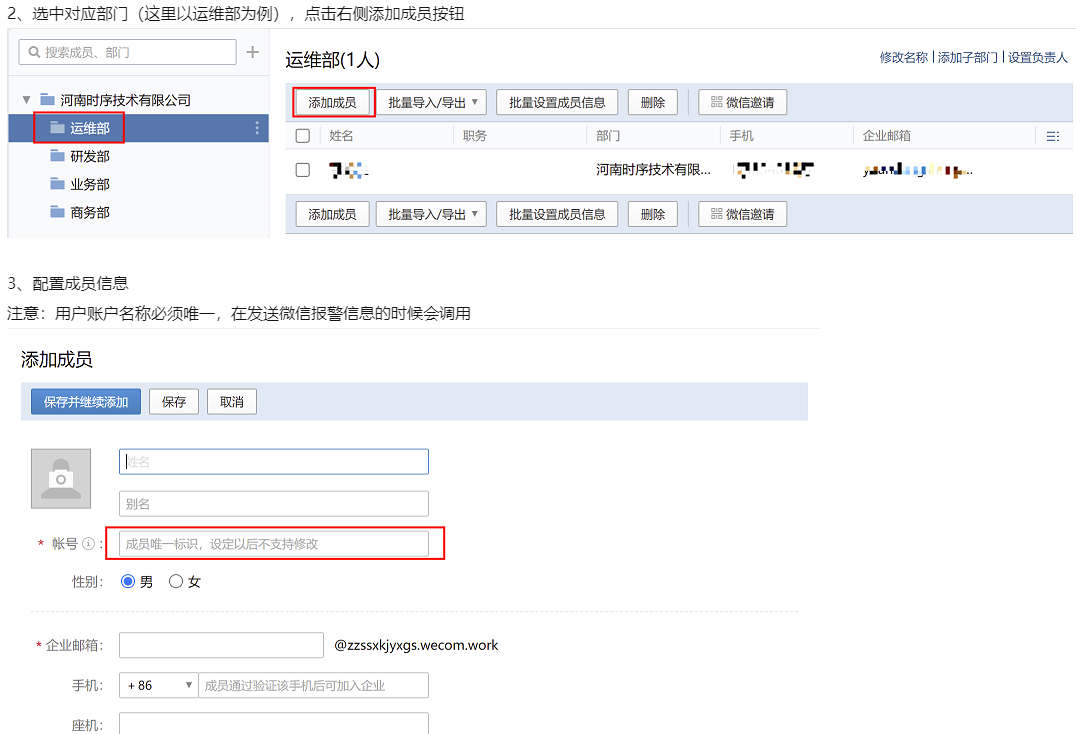 2、选中对应部门（这里以运维部为例），点击右侧添加成员按钮
搜索成员、部门
河南时序技术有限公司
运维部
研发部
业务部
商务部
运维部(1人)
修改名称 | 添加子部门 | 设置负责人
添加成员 批量导入/导出 批量设置成员信息 删除 微信邀请
姓名 职务 部门 手机 企业邮箱
河南时序技术有限...
添加成员 批量导入/导出 批量设置成员信息 删除 微信邀请
3、配置成员信息
注意：用户账户名称必须唯一，在发送微信报警信息的时候会调用
添加成员
保存并继续添加 保存 取消
姓名
别名
* 帐号 : 成员唯一标识，设定以后不支持修改
性别: 男 女
* 企业邮箱: @zzssxkjyxgs.wecom.work
手机: +86 成员通过验证该手机后可加入企业
座机: